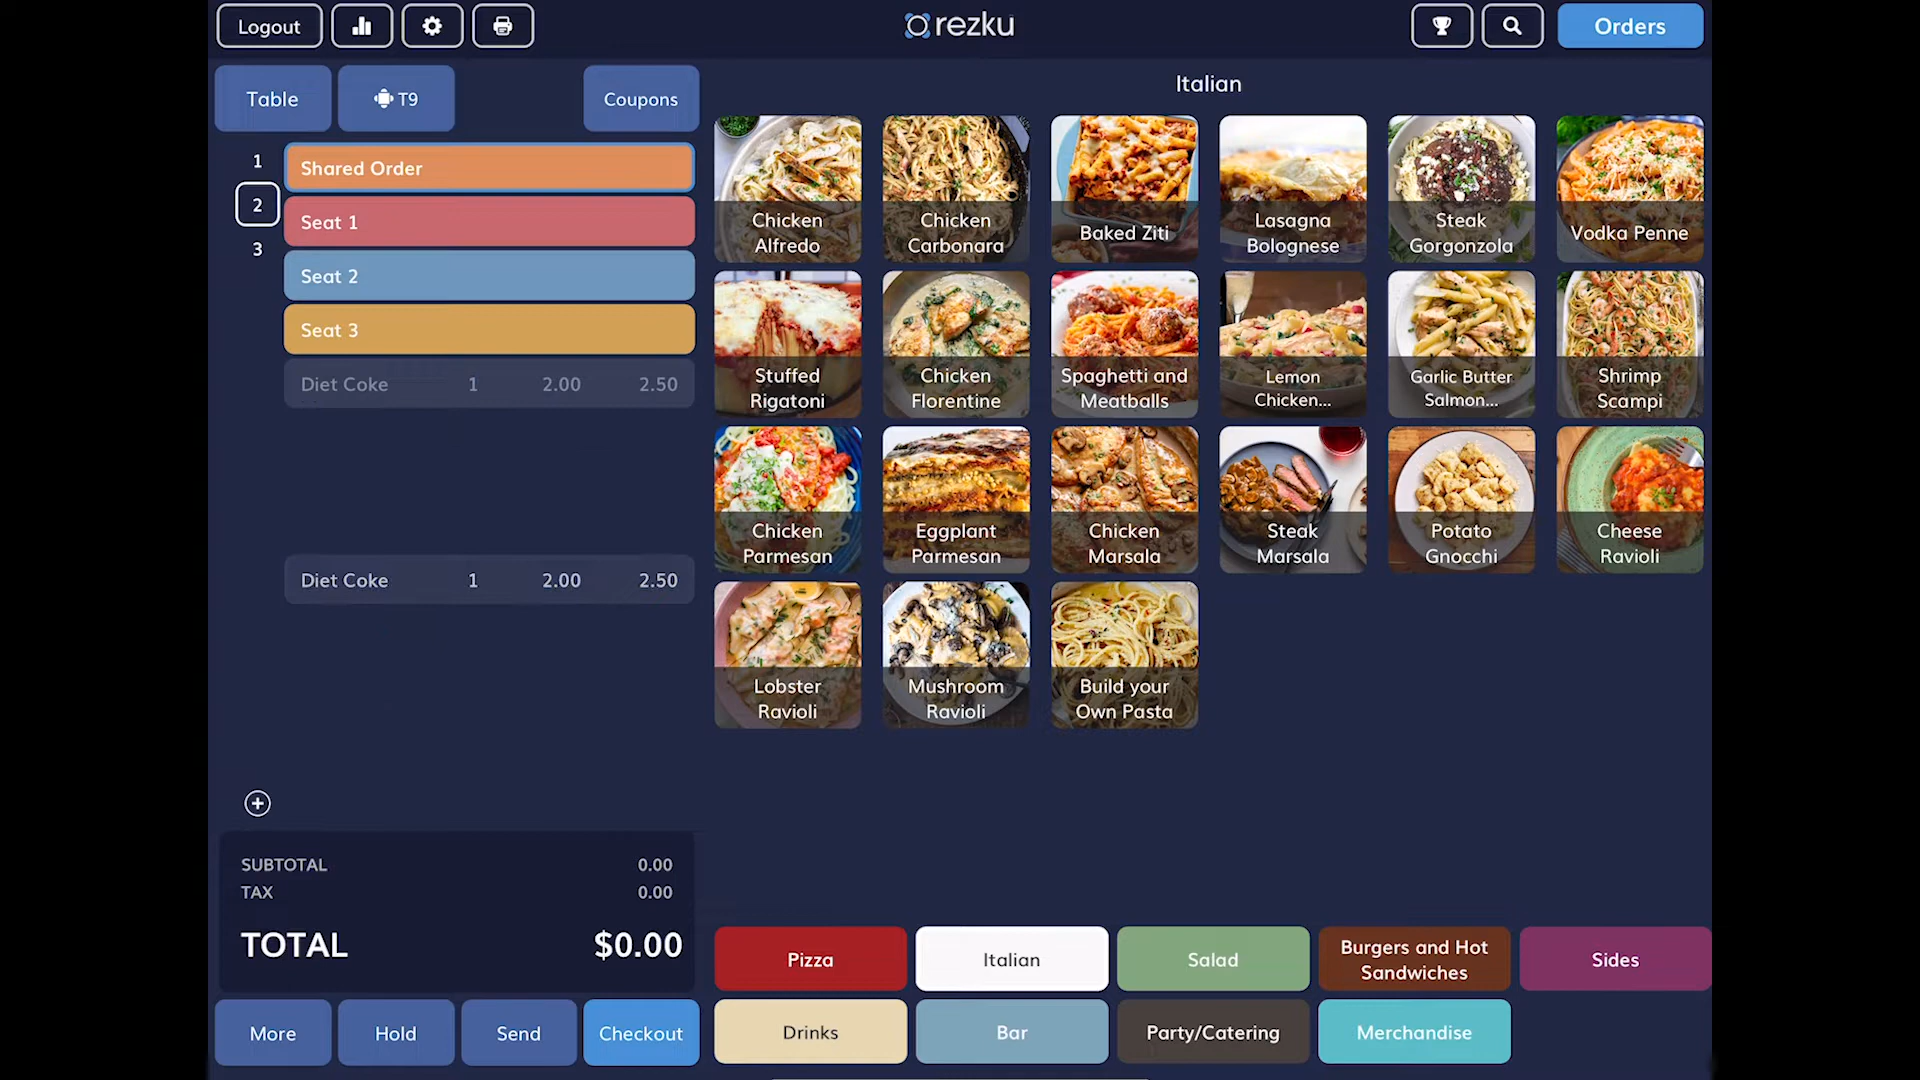 Logout
rezku
Orders
Table
T9
Coupons
Italian
1
Shared Order
2
Seat 1
3
Seat 2
Seat 3
Diet Coke 1 2.00 2.50
Diet Coke 1 2.00 2.50
Chicken
Alfredo
Chicken
Carbonara
Baked Ziti
Lasagna
Bolognese
Steak
Gorgonzola
Vodka Penne
Stuffed
Rigatoni
Chicken
Florentine
Spaghetti and
Meatballs
Lemon
Chicken...
Garlic Butter
Salmon...
Shrimp
Scampi
Chicken
Parmesan
Eggplant
Parmesan
Chicken
Marsala
Steak
Marsala
Potato
Gnocchi
Cheese
Ravioli
Lobster
Ravioli
Mushroom
Ravioli
Build your
Own Pasta
SUBTOTAL 0.00
TAX 0.00
TOTAL $0.00
Pizza
Italian
Salad
Burgers and Hot
Sandwiches
Sides
More
Hold
Send
Checkout
Drinks
Bar
Party/Catering
Merchandise